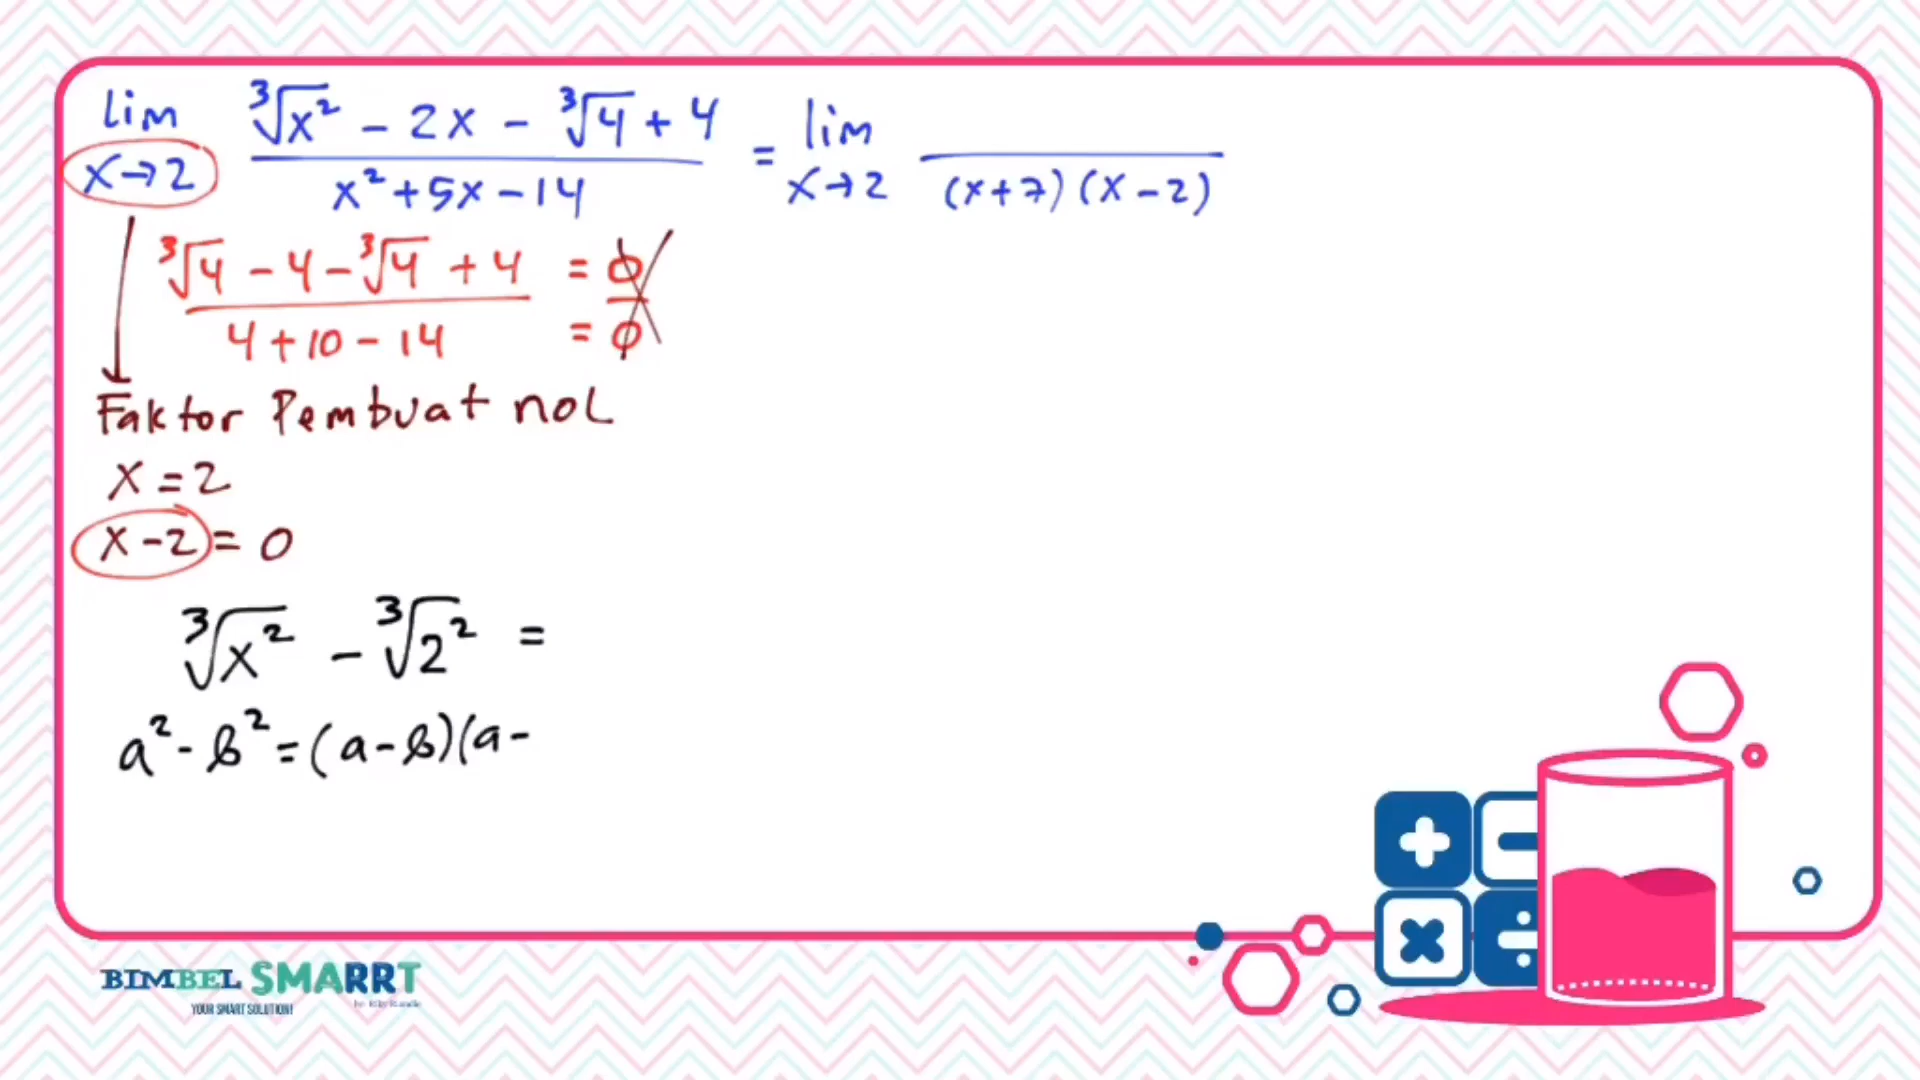 lim ∛x² - 2x - ∛4 + 4 = lim
x→2 x² + 5x - 14 x→2 (x+7)(x-2)
∛4 - 4 - ∛4 + 4 = 0
4 + 10 - 14 = 0
Faktor Pembuat nol
x = 2
x - 2 = 0
∛x² - ∛2² =
a² - b² = (a - b)(a -
BIMBEL SMARRT
YOUR SMART SOLUTION!